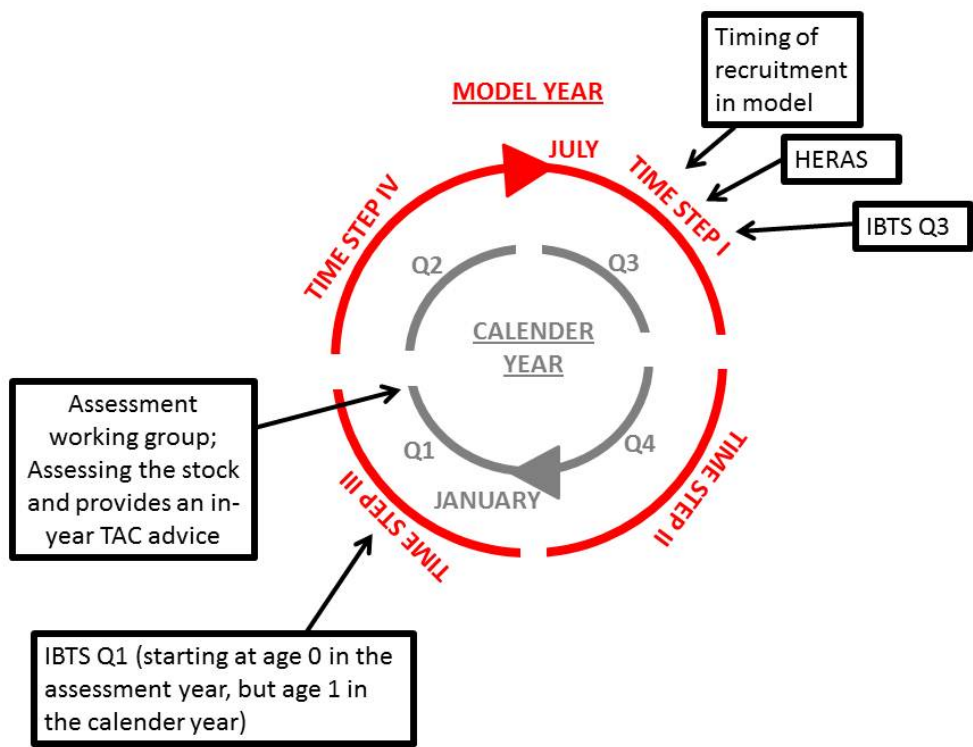 Timing of
recruitment
in model
MODEL YEAR
JULY
HERAS
TIME STEP I
IBTS Q3
TIME STEP IV
Q2
Q3
CALENDER
YEAR
Assessment
working group;
Assessing the stock
and provides an in-
year TAC advice
Q1
Q4
JANUARY
TIME STEP III
TIME STEP II
IBTS Q1 (starting at age 0 in the
assessment year, but age 1 in
the calender year)